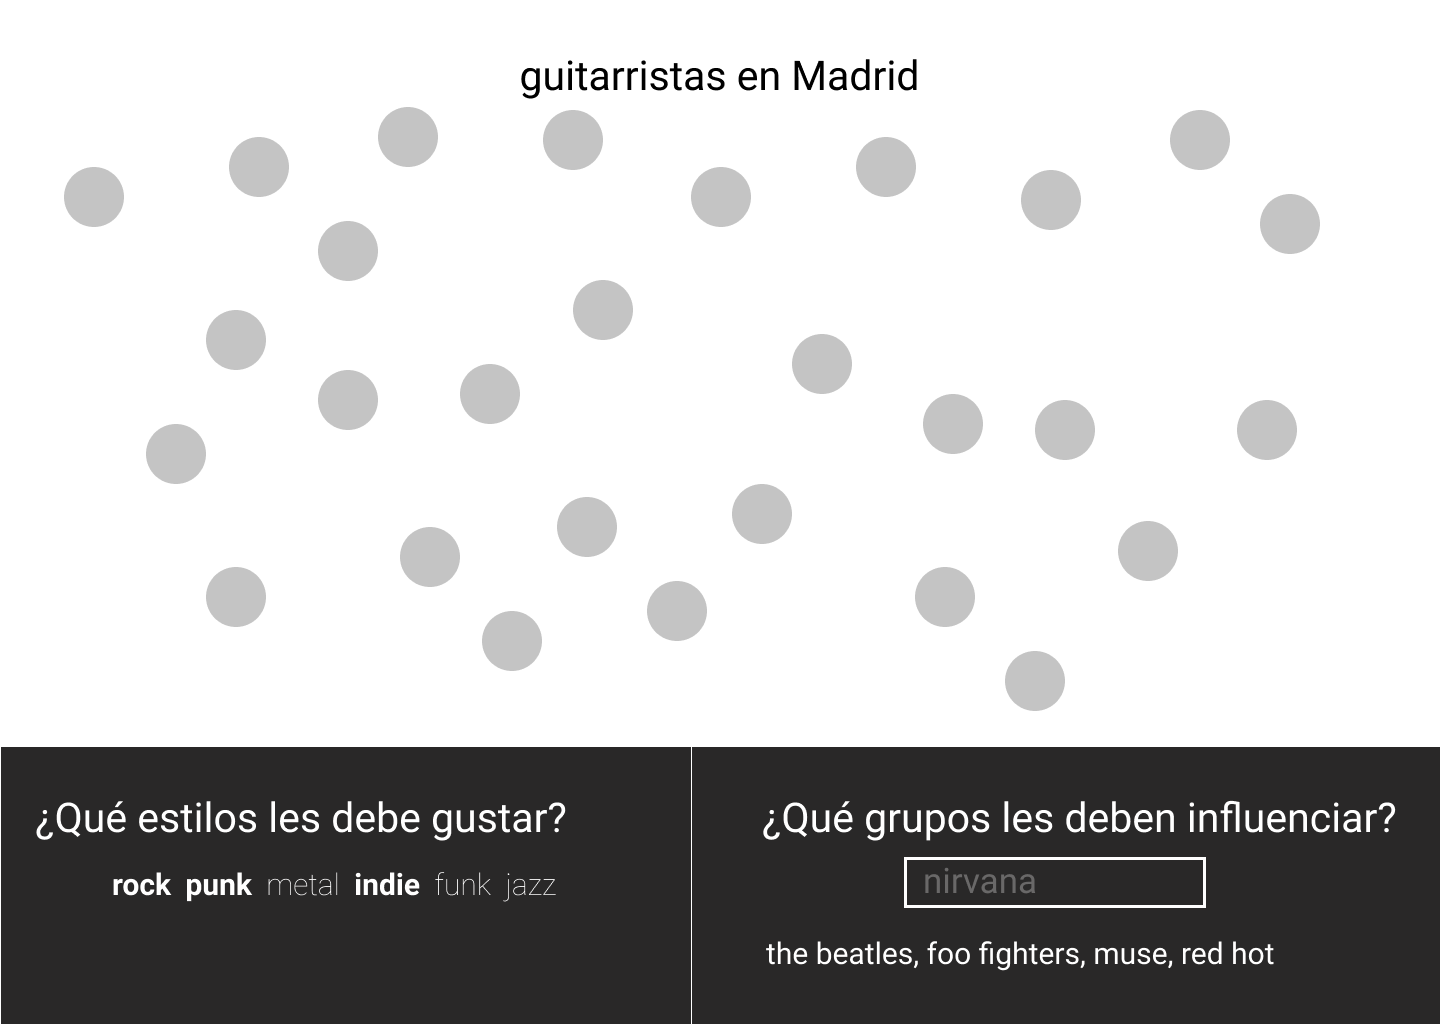 guitarristas en Madrid
¿Qué estilos les debe gustar?
rock punk metal indie funk jazz
¿Qué grupos les deben influenciar?
nirvana
the beatles, foo fighters, muse, red hot